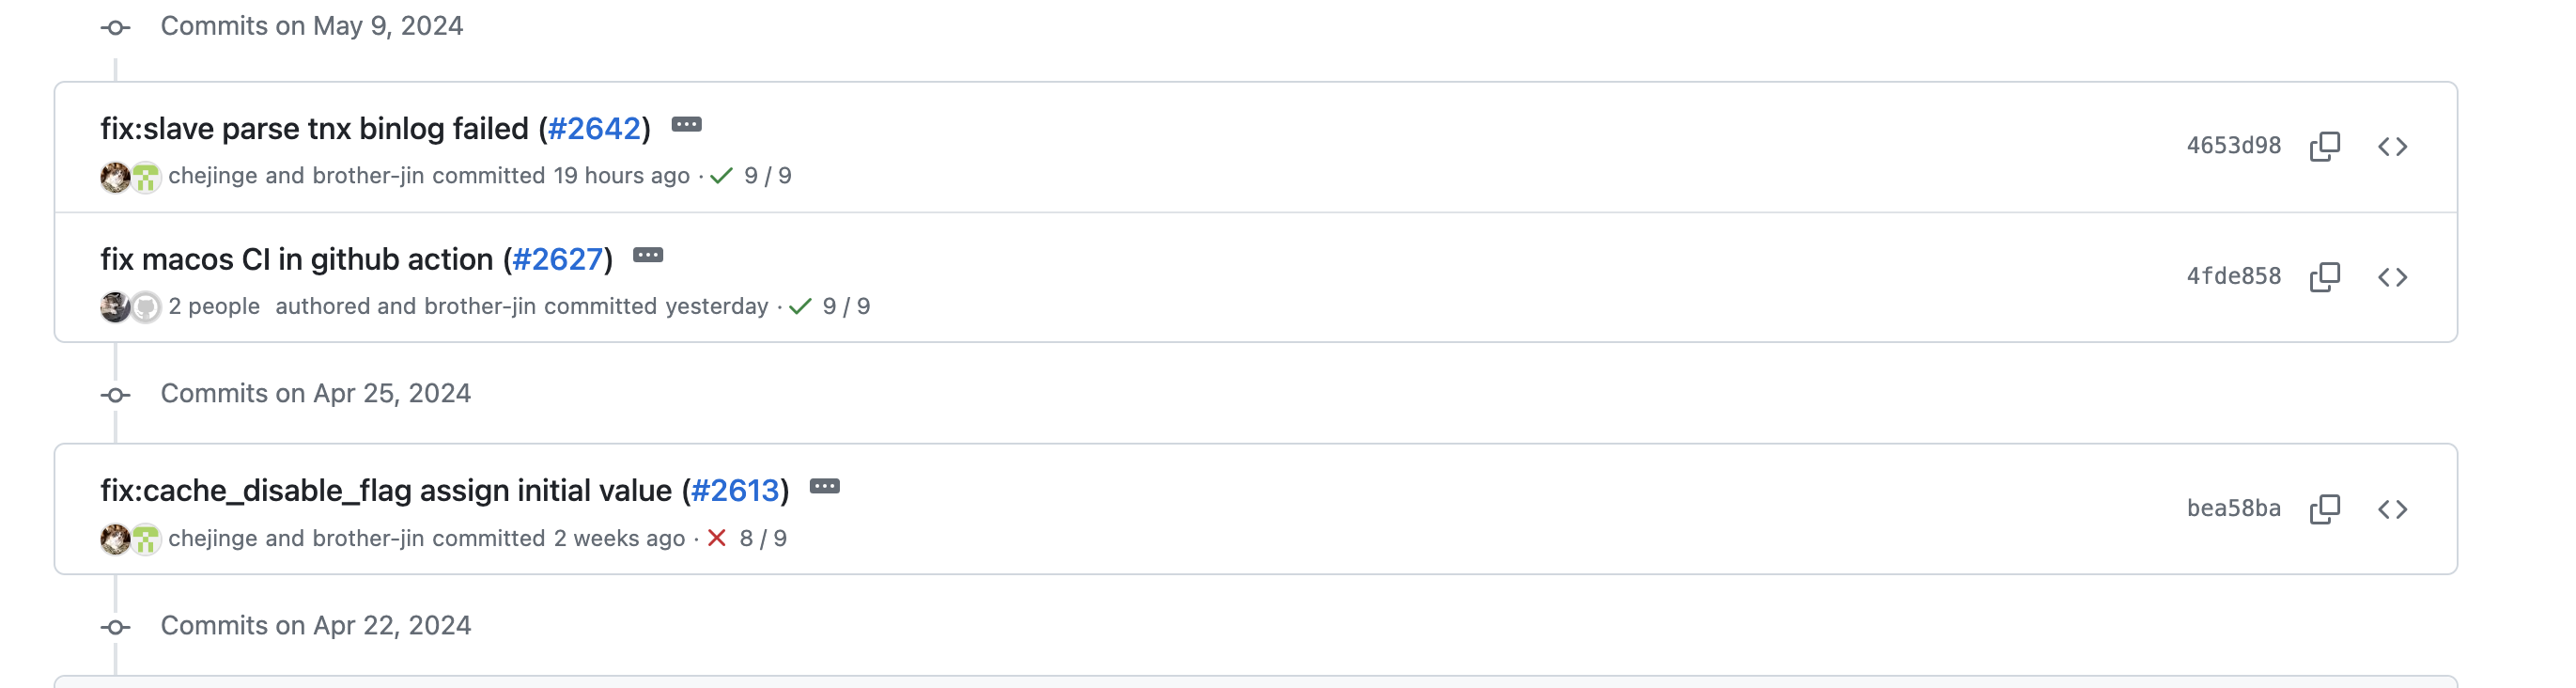 Commits on May 9, 2024
fix:slave parse tnx binlog failed (#2642)
4653d98
chejinge and brother-jin committed 19 hours ago · 9 / 9
fix macos CI in github action (#2627)
4fde858
2 people authored and brother-jin committed yesterday · 9 / 9
Commits on Apr 25, 2024
fix:cache_disable_flag assign initial value (#2613)
bea58ba
chejinge and brother-jin committed 2 weeks ago · 8 / 9
Commits on Apr 22, 2024